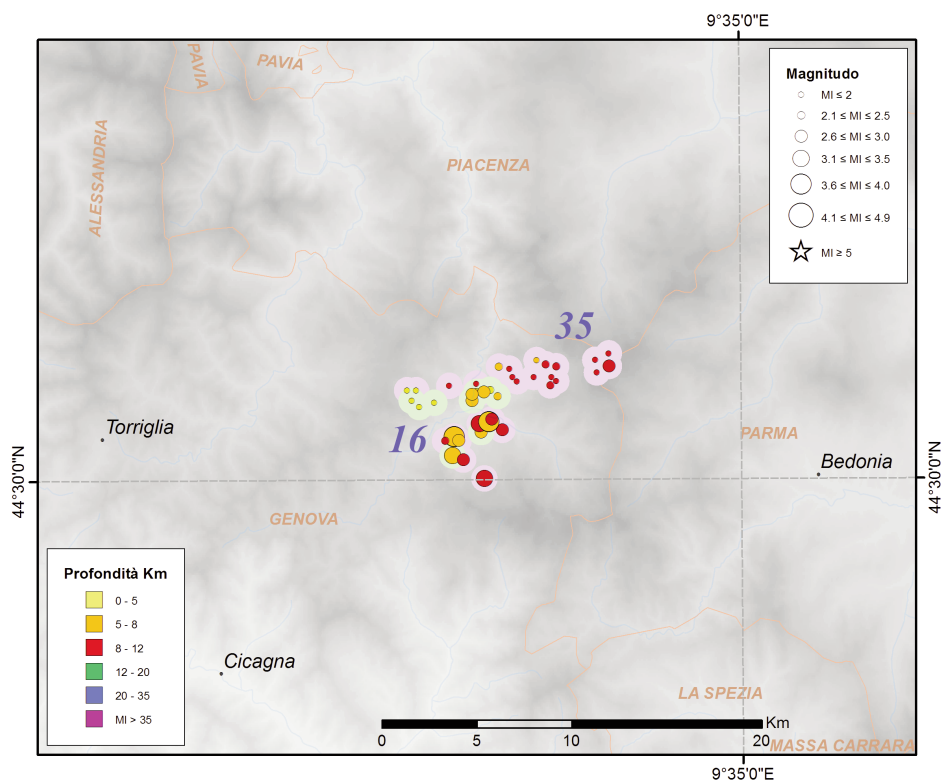 9°35'0"E
PAVIA
PAVIA
ALESSANDRIA
PIACENZA
Magnitudo
Ml ≤ 2
2.1 ≤ Ml ≤ 2.5
2.6 ≤ Ml ≤ 3.0
3.1 ≤ Ml ≤ 3.5
3.6 ≤ Ml ≤ 4.0
4.1 ≤ Ml ≤ 4.9
Ml ≥ 5
35
16
Torriglia
PARMA
Bedonia
44°30'0"N
44°30'0"N
GENOVA
Profondità Km
0 - 5
5 - 8
8 - 12
12 - 20
20 - 35
Ml > 35
Cicagna
LA SPEZIA
Km
0 5 10 20
MASSA CARRARA
9°35'0"E